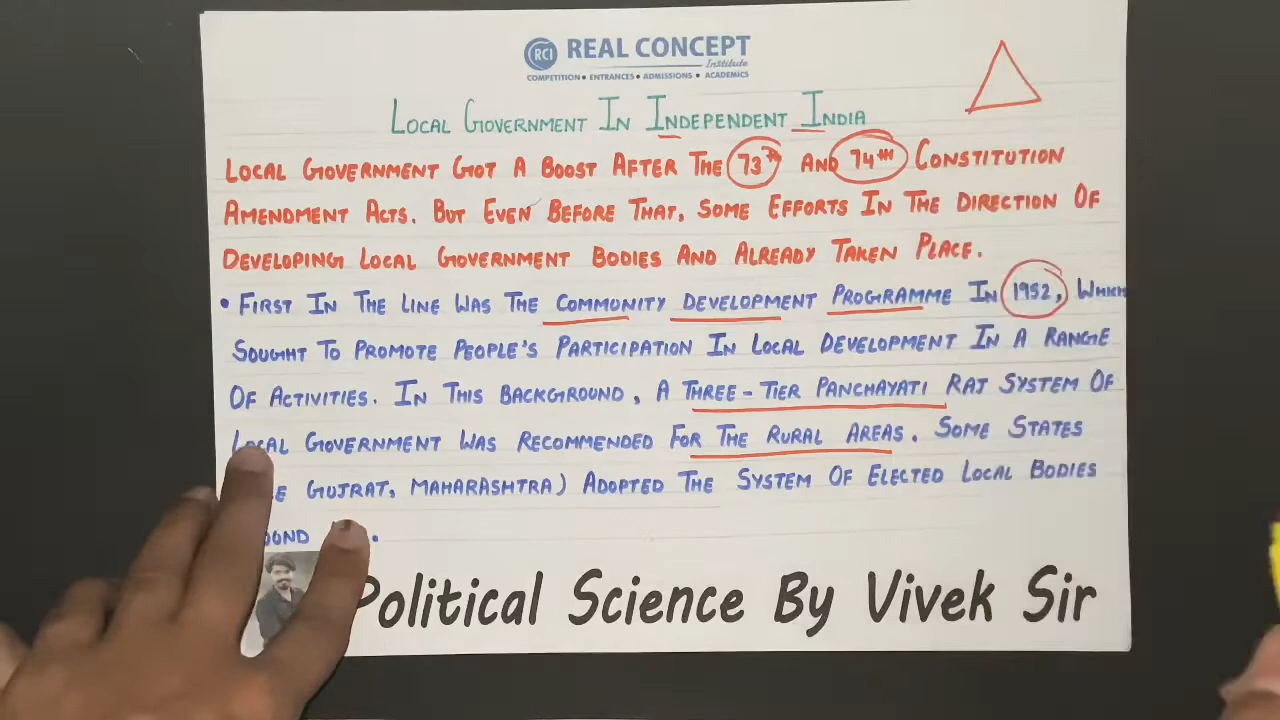 RCI REAL CONCEPT
Institute
COMPETITION • ENTRANCES • ADMISSIONS • ACADEMICS
LOCAL GOVERNMENT IN INDEPENDENT INDIA
LOCAL GOVERNMENT GOT A BOOST AFTER THE 73TH AND 74TH CONSTITUTION
AMENDMENT ACTS. BUT EVEN BEFORE THAT, SOME EFFORTS IN THE DIRECTION OF
DEVELOPING LOCAL GOVERNMENT BODIES AND ALREADY TAKEN PLACE.
• FIRST IN THE LINE WAS THE COMMUNITY DEVELOPMENT PROGRAMME IN 1952,
SOUGHT TO PROMOTE PEOPLE'S PARTICIPATION IN LOCAL DEVELOPMENT IN A RANGE
OF ACTIVITIES. IN THIS BACKGROUND, A THREE-TIER PANCHAYATI RAJ SYSTEM OF
LOCAL GOVERNMENT WAS RECOMMENDED FOR THE RURAL AREAS. SOME STATES
GUJRAT, MAHARASHTRA) ADOPTED THE SYSTEM OF ELECTED LOCAL BODIES
Political Science By Vivek Sir